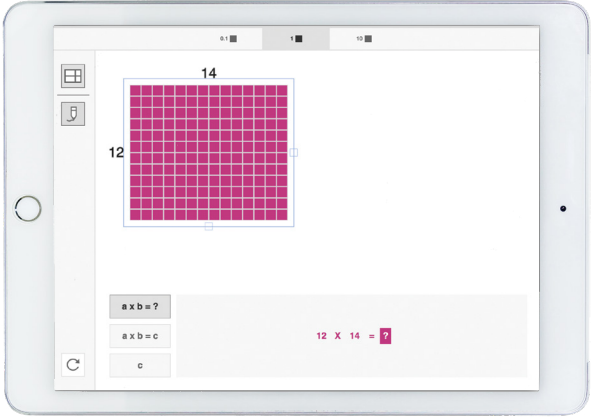 0.1 1 10
14
12
a x b = ?
12 X 14 = ?
a x b = c
c